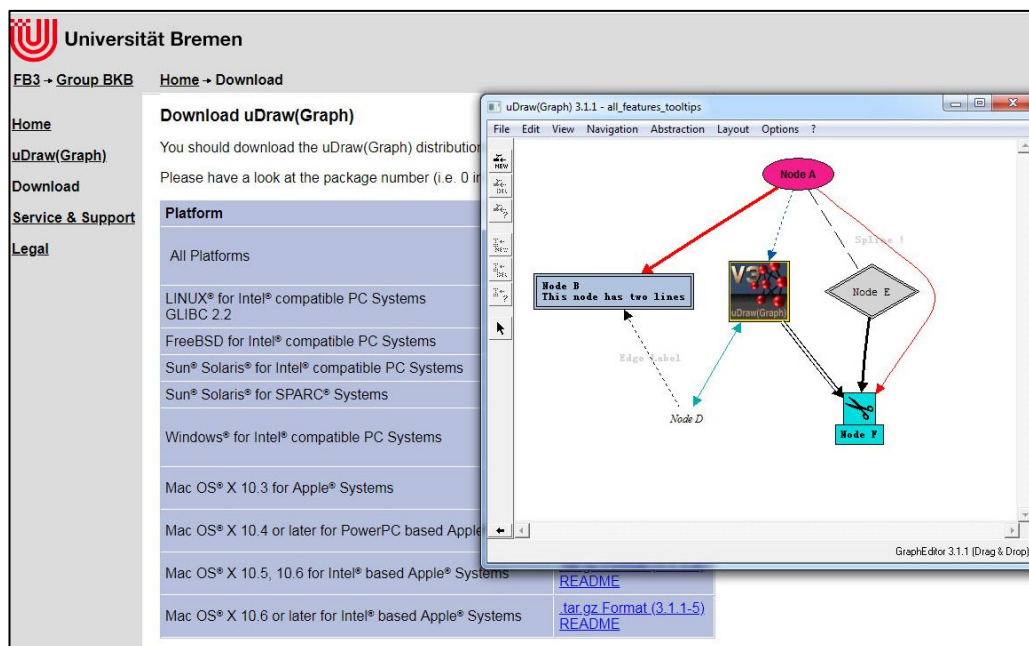 Universität Bremen
FB3 → Group BKB
Home → Download
Home
uDraw(Graph)
Download
Service & Support
Legal
Download uDraw(Graph)
You should download the uDraw(Graph) distribution
Please have a look at the package number (i.e. 0 in
Platform
All Platforms
LINUX® for Intel® compatible PC Systems
GLIBC 2.2
FreeBSD for Intel® compatible PC Systems
Sun® Solaris® for Intel® compatible PC Systems
Sun® Solaris® for SPARC® Systems
Windows® for Intel® compatible PC Systems
Mac OS® X 10.3 for Apple® Systems
Mac OS® X 10.4 or later for PowerPC based Apple
Mac OS® X 10.5, 10.6 for Intel® based Apple® Systems
README
Mac OS® X 10.6 or later for Intel® based Apple® Systems
.tar.gz Format (3.1.1-5)
README
uDraw(Graph) 3.1.1 - all_features_tooltips
File Edit View Navigation Abstraction Layout Options ?
NEW
DEL
?
NEW
DEL
?
Node A
Spline !
Node B
This node has two lines
V3
uDraw(Graph)
Node E
Edge Label
Node D
Node F
GraphEditor 3.1.1 (Drag & Drop)